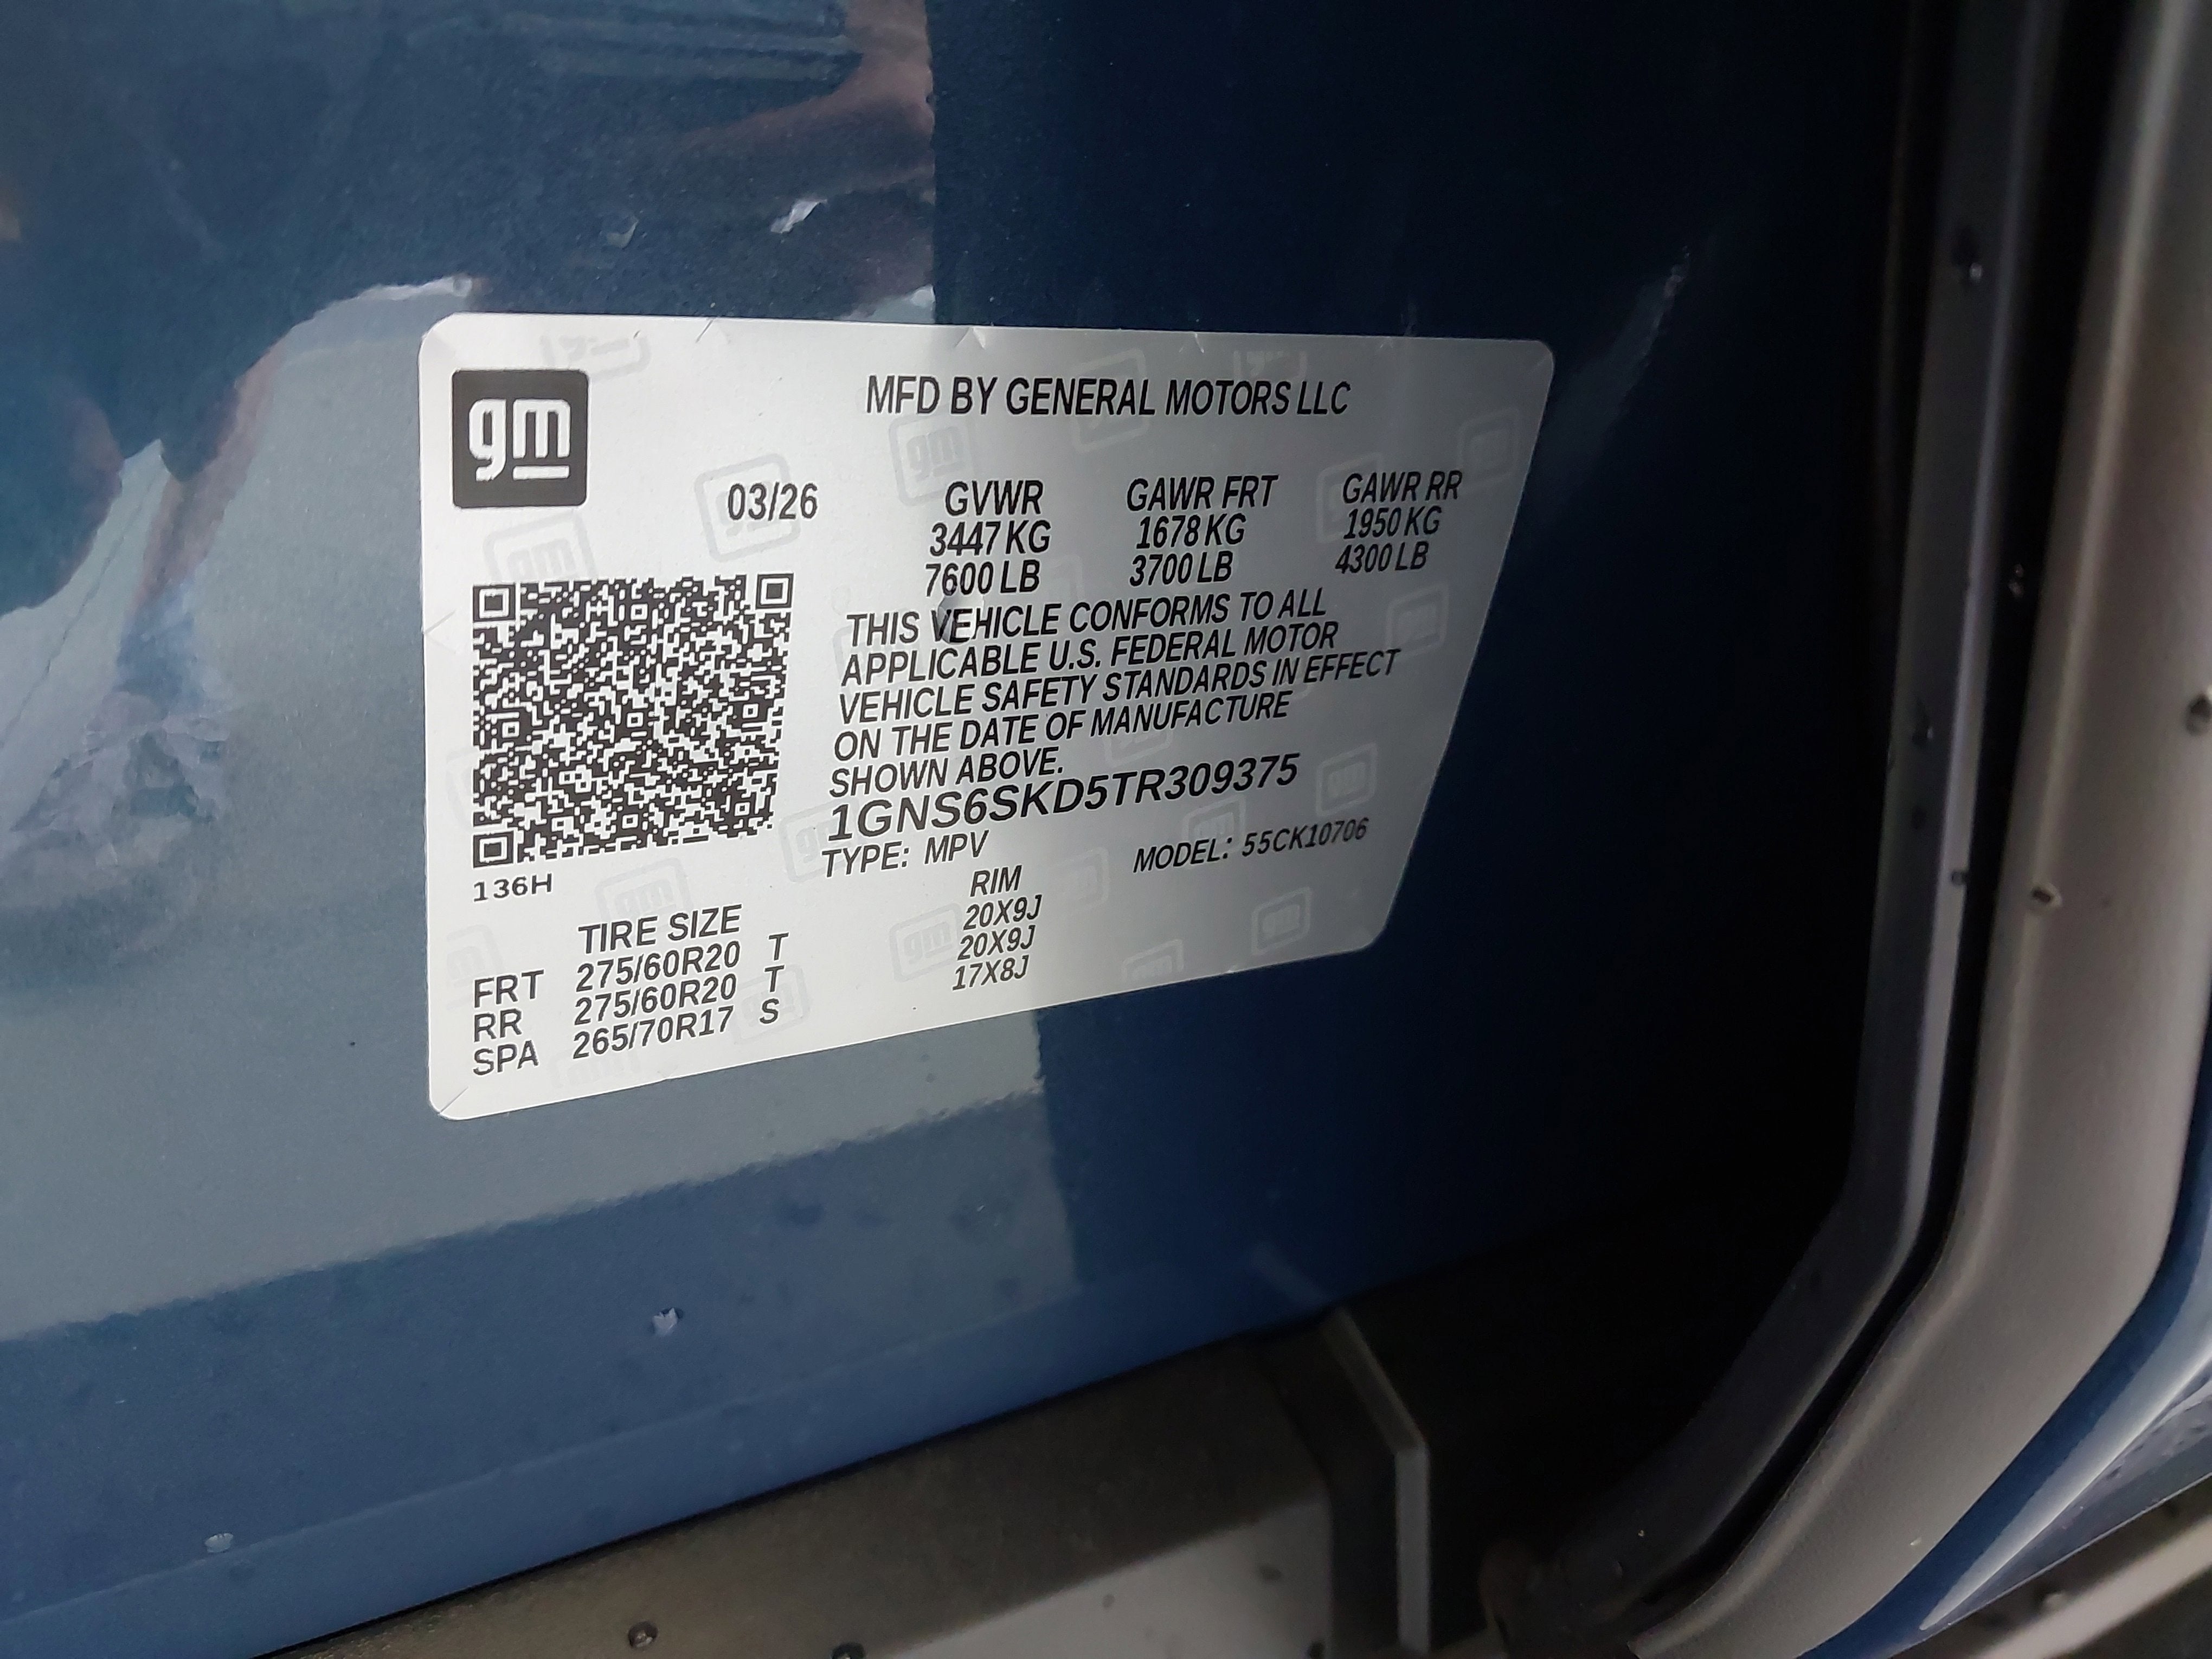 gm
MFD BY GENERAL MOTORS LLC
03/26 GVWR GAWR FRT GAWR RR
3447 KG 1678 KG 1950 KG
7600 LB 3700 LB 4300 LB
THIS VEHICLE CONFORMS TO ALL
APPLICABLE U.S. FEDERAL MOTOR
VEHICLE SAFETY STANDARDS IN EFFECT
ON THE DATE OF MANUFACTURE
SHOWN ABOVE.
1GNS6SKD5TR309375
TYPE: MPV MODEL: 55CK10706
136H
TIRE SIZE RIM
FRT 275/60R20 T 20X9J
RR 275/60R20 T 20X9J
SPA 265/70R17 S 17X8J